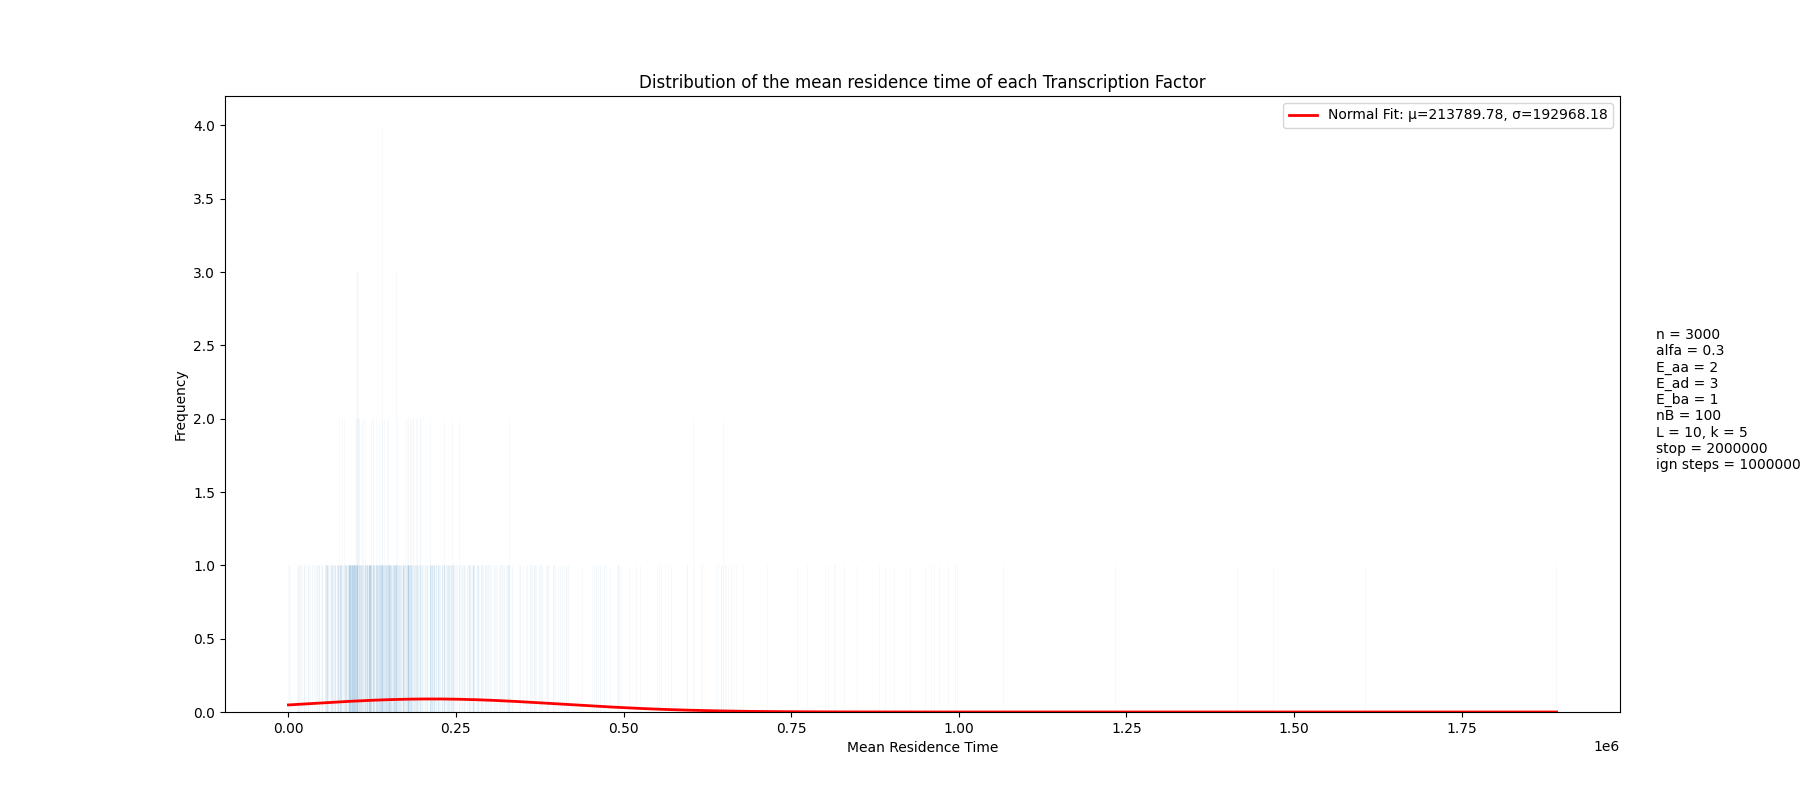 Distribution of the mean residence time of each Transcription Factor
Normal Fit: μ=213789.78, σ=192968.18
4.0
3.5
3.0
2.5
2.0
1.5
1.0
0.5
0.0
Frequency
0.00 0.25 0.50 0.75 1.00 1.25 1.50 1.75
1e6
Mean Residence Time
n = 3000
alfa = 0.3
E_aa = 2
E_ad = 3
E_ba = 1
nB = 100
L = 10, k = 5
stop = 2000000
ign steps = 1000000